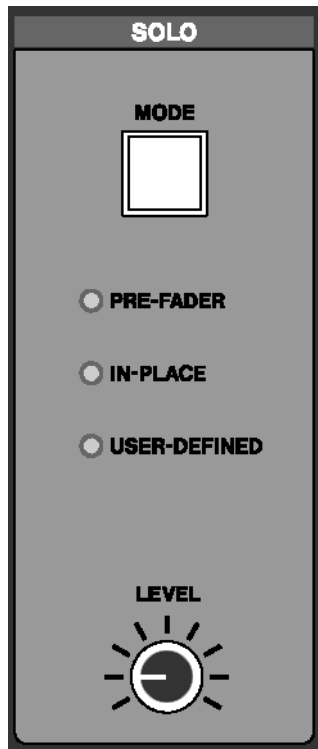 SOLO
MODE
PRE-FADER
IN-PLACE
USER-DEFINED
LEVEL